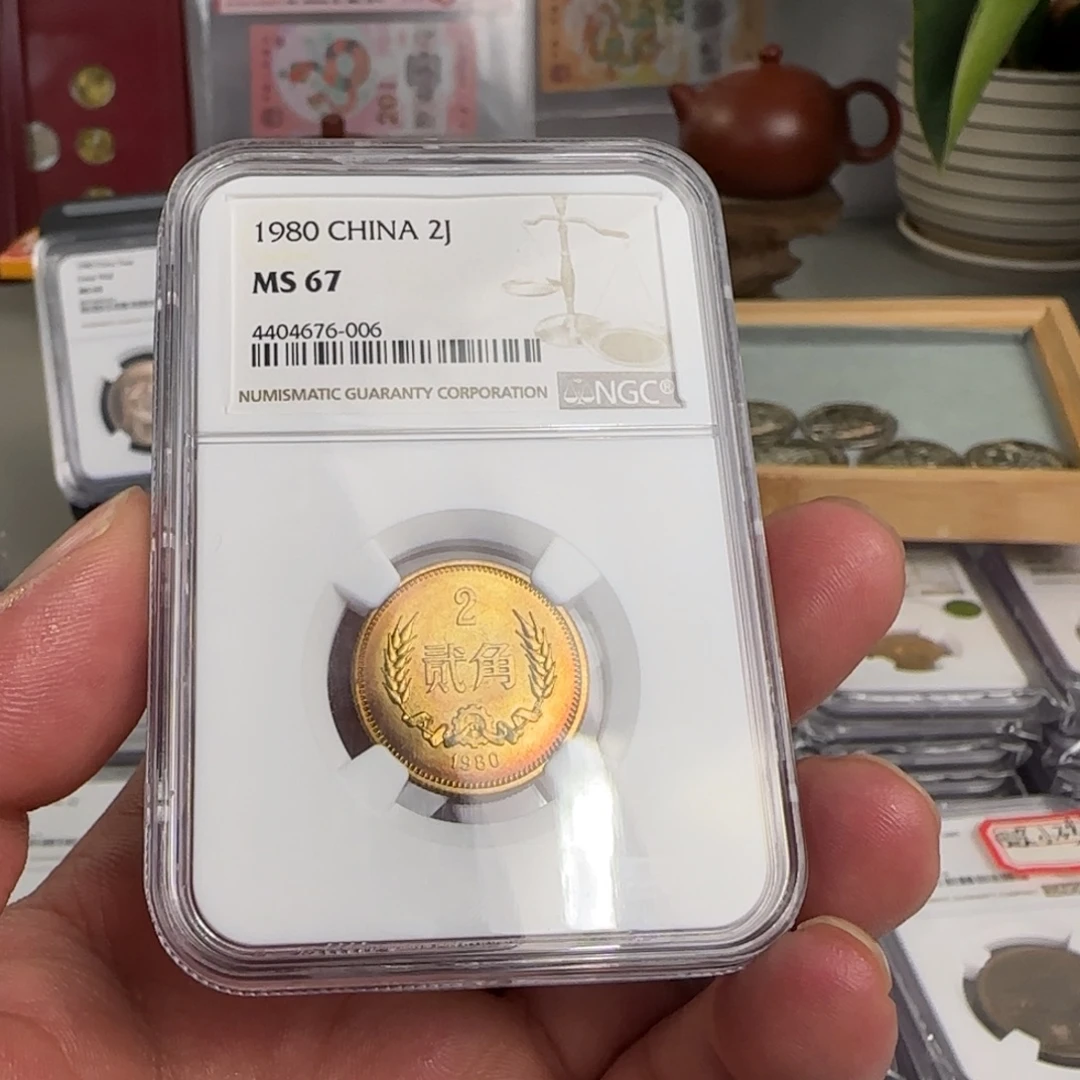 1980 CHINA 2J
MS 67
4404676-006
NUMISMATIC GUARANTY CORPORATION
NGC®
2
贰角
1980